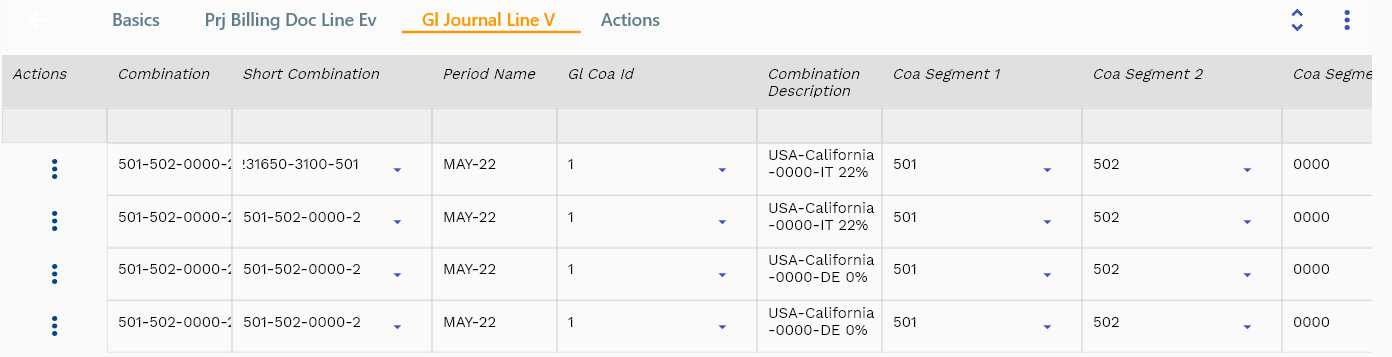 Basics Prj Billing Doc Line Ev Gl Journal Line V Actions
Actions Combination Short Combination Period Name Gl Coa Id Combination Description Coa Segment 1 Coa Segment 2 Coa Segme
501-502-0000-2 231650-3100-501 MAY-22 1 USA-California -0000-IT 22% 501 502 0000
501-502-0000-2 501-502-0000-2 MAY-22 1 USA-California -0000-IT 22% 501 502 0000
501-502-0000-2 501-502-0000-2 MAY-22 1 USA-California -0000-DE 0% 501 502 0000
501-502-0000-2 501-502-0000-2 MAY-22 1 USA-California -0000-DE 0% 501 502 0000